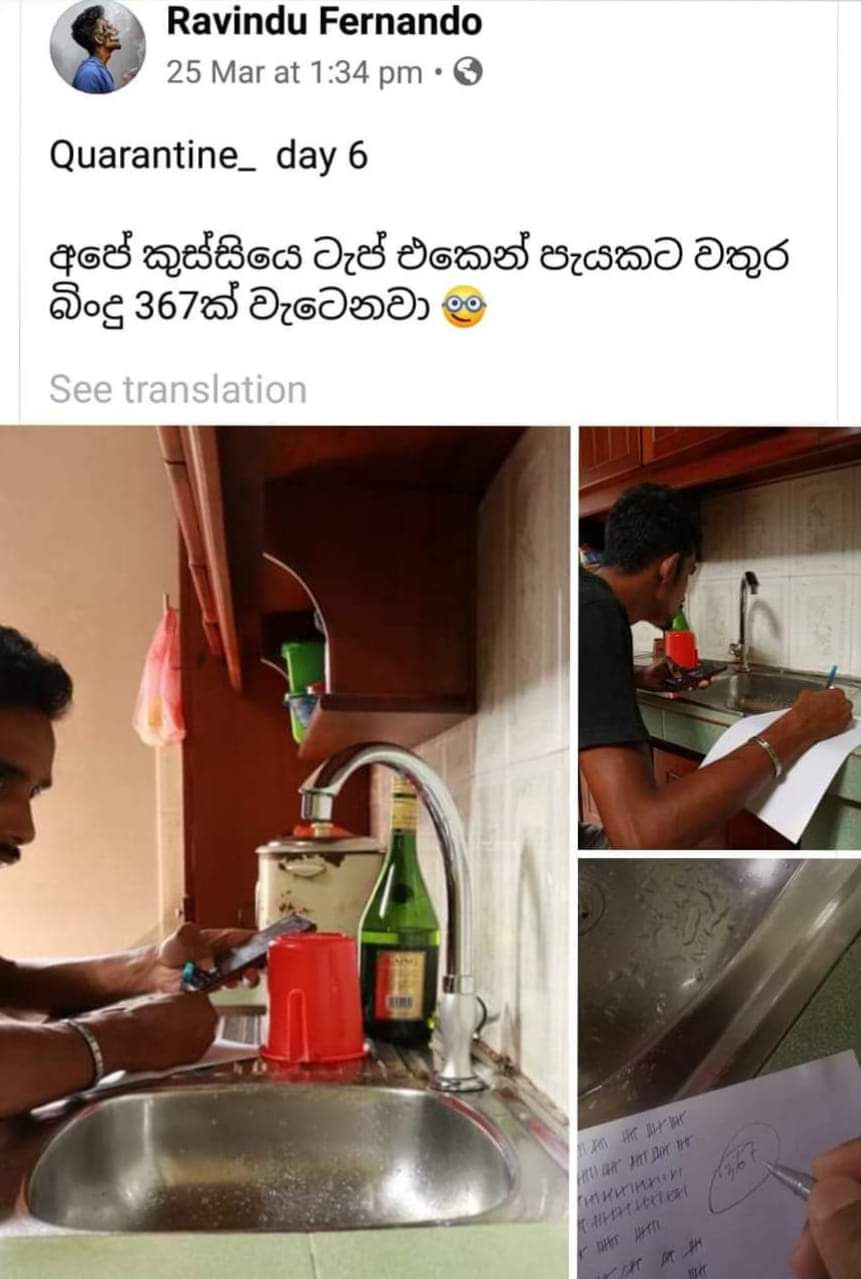 Ravindu Fernando
25 Mar at 1:34 pm
Quarantine_ day 6
අපේ කුස්සියෙ ටැප් එකෙන් පැයකට වතුර
බිංදු 367ක් වැටෙනවා 🤓
See translation
367